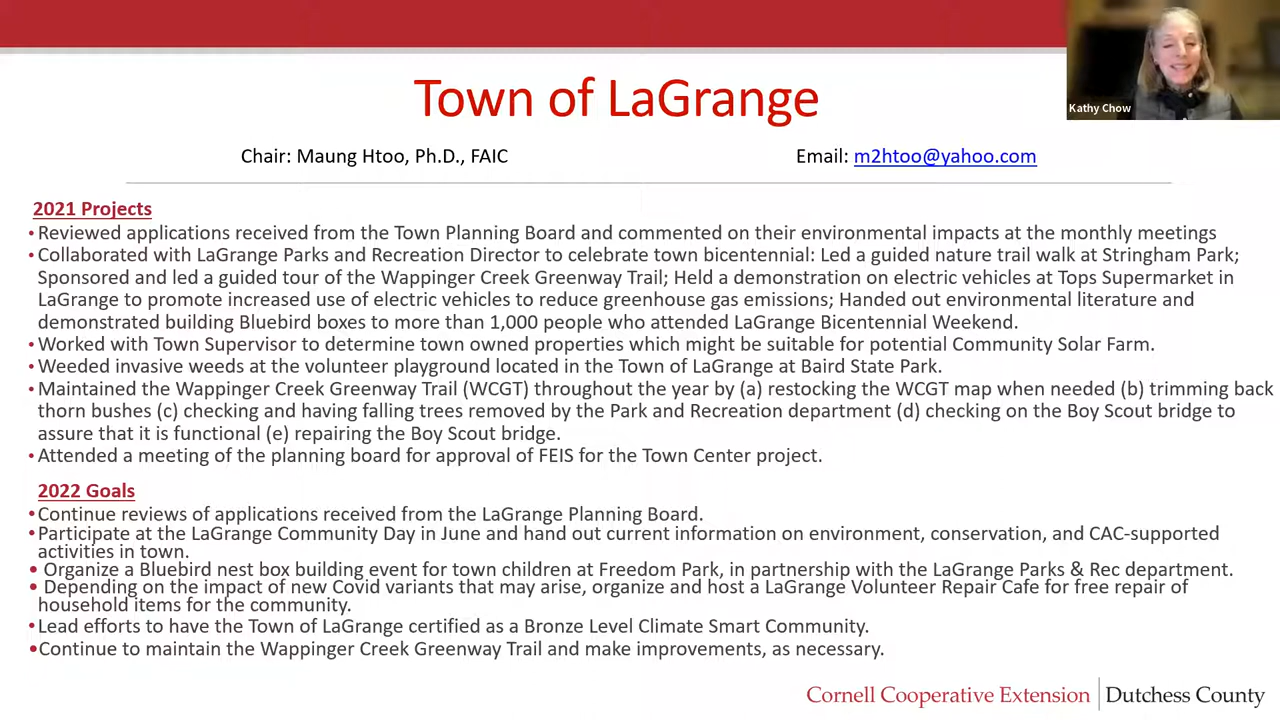 Kathy Chow
Town of LaGrange
Chair: Maung Htoo, Ph.D., FAIC
Email: m2htoo@yahoo.com
2021 Projects
•Reviewed applications received from the Town Planning Board and commented on their environmental impacts at the monthly meetings
•Collaborated with LaGrange Parks and Recreation Director to celebrate town bicentennial: Led a guided nature trail walk at Stringham Park;
Sponsored and led a guided tour of the Wappinger Creek Greenway Trail; Held a demonstration on electric vehicles at Tops Supermarket in
LaGrange to promote increased use of electric vehicles to reduce greenhouse gas emissions; Handed out environmental literature and
demonstrated building Bluebird boxes to more than 1,000 people who attended LaGrange Bicentennial Weekend.
•Worked with Town Supervisor to determine town owned properties which might be suitable for potential Community Solar Farm.
•Weeded invasive weeds at the volunteer playground located in the Town of LaGrange at Baird State Park.
•Maintained the Wappinger Creek Greenway Trail (WCGT) throughout the year by (a) restocking the WCGT map when needed (b) trimming back
thorn bushes (c) checking and having falling trees removed by the Park and Recreation department (d) checking on the Boy Scout bridge to
assure that it is functional (e) repairing the Boy Scout bridge.
•Attended a meeting of the planning board for approval of FEIS for the Town Center project.
2022 Goals
•Continue reviews of applications received from the LaGrange Planning Board.
•Participate at the LaGrange Community Day in June and hand out current information on environment, conservation, and CAC-supported
activities in town.
• Organize a Bluebird nest box building event for town children at Freedom Park, in partnership with the LaGrange Parks & Rec department.
• Depending on the impact of new Covid variants that may arise, organize and host a LaGrange Volunteer Repair Cafe for free repair of
household items for the community.
•Lead efforts to have the Town of LaGrange certified as a Bronze Level Climate Smart Community.
•Continue to maintain the Wappinger Creek Greenway Trail and make improvements, as necessary.
Cornell Cooperative Extension | Dutchess County